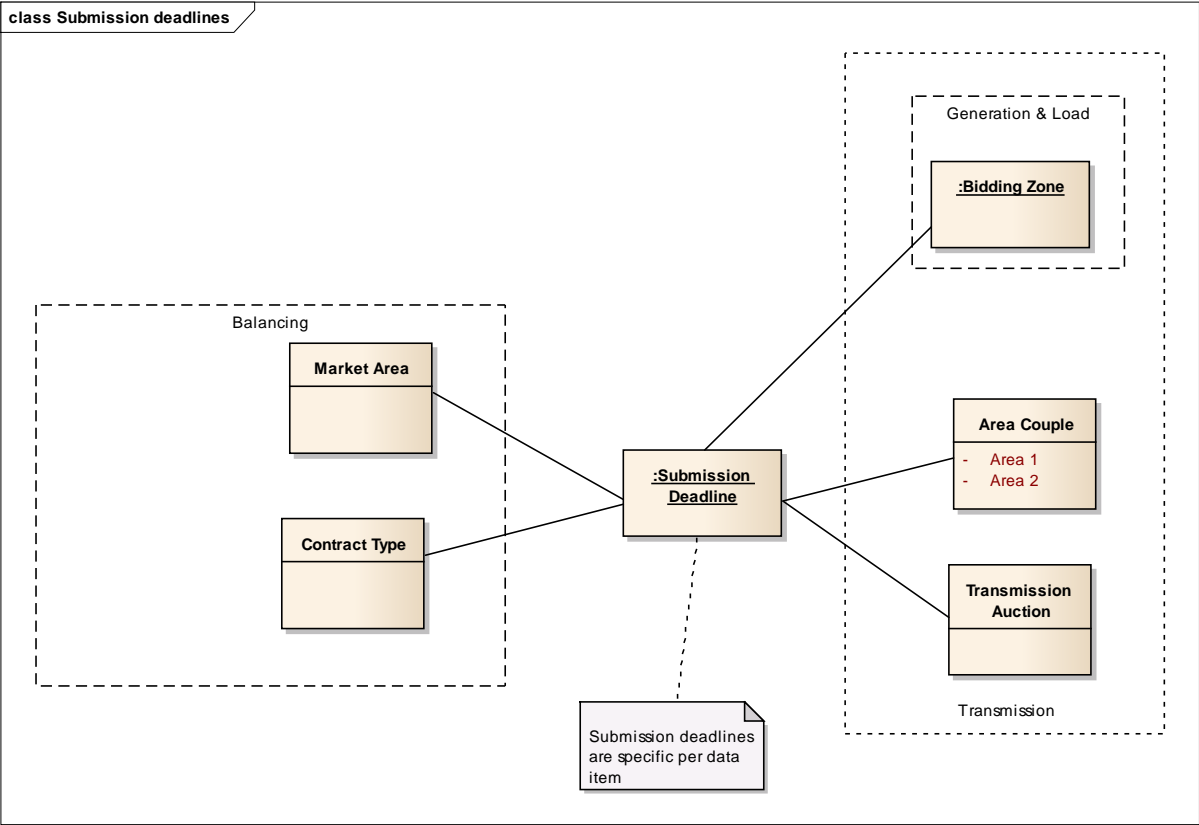 class Submission deadlines
Generation & Load
:Bidding Zone
Balancing
Market Area
Area Couple
- Area 1
- Area 2
:Submission
Deadline
Contract Type
Transmission
Auction
Transmission
Submission deadlines
are specific per data
item